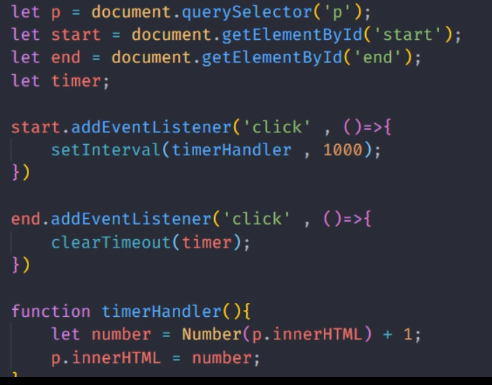 let p = document.querySelector('p');
let start = document.getElementById('start');
let end = document.getElementById('end');
let timer;
start.addEventListener('click' , ()=>{
setInterval(timerHandler , 1000);
})
end.addEventListener('click' , ()=>{
clearTimeout(timer);
})
function timerHandler(){
let number = Number(p.innerHTML) + 1;
p.innerHTML = number;
}